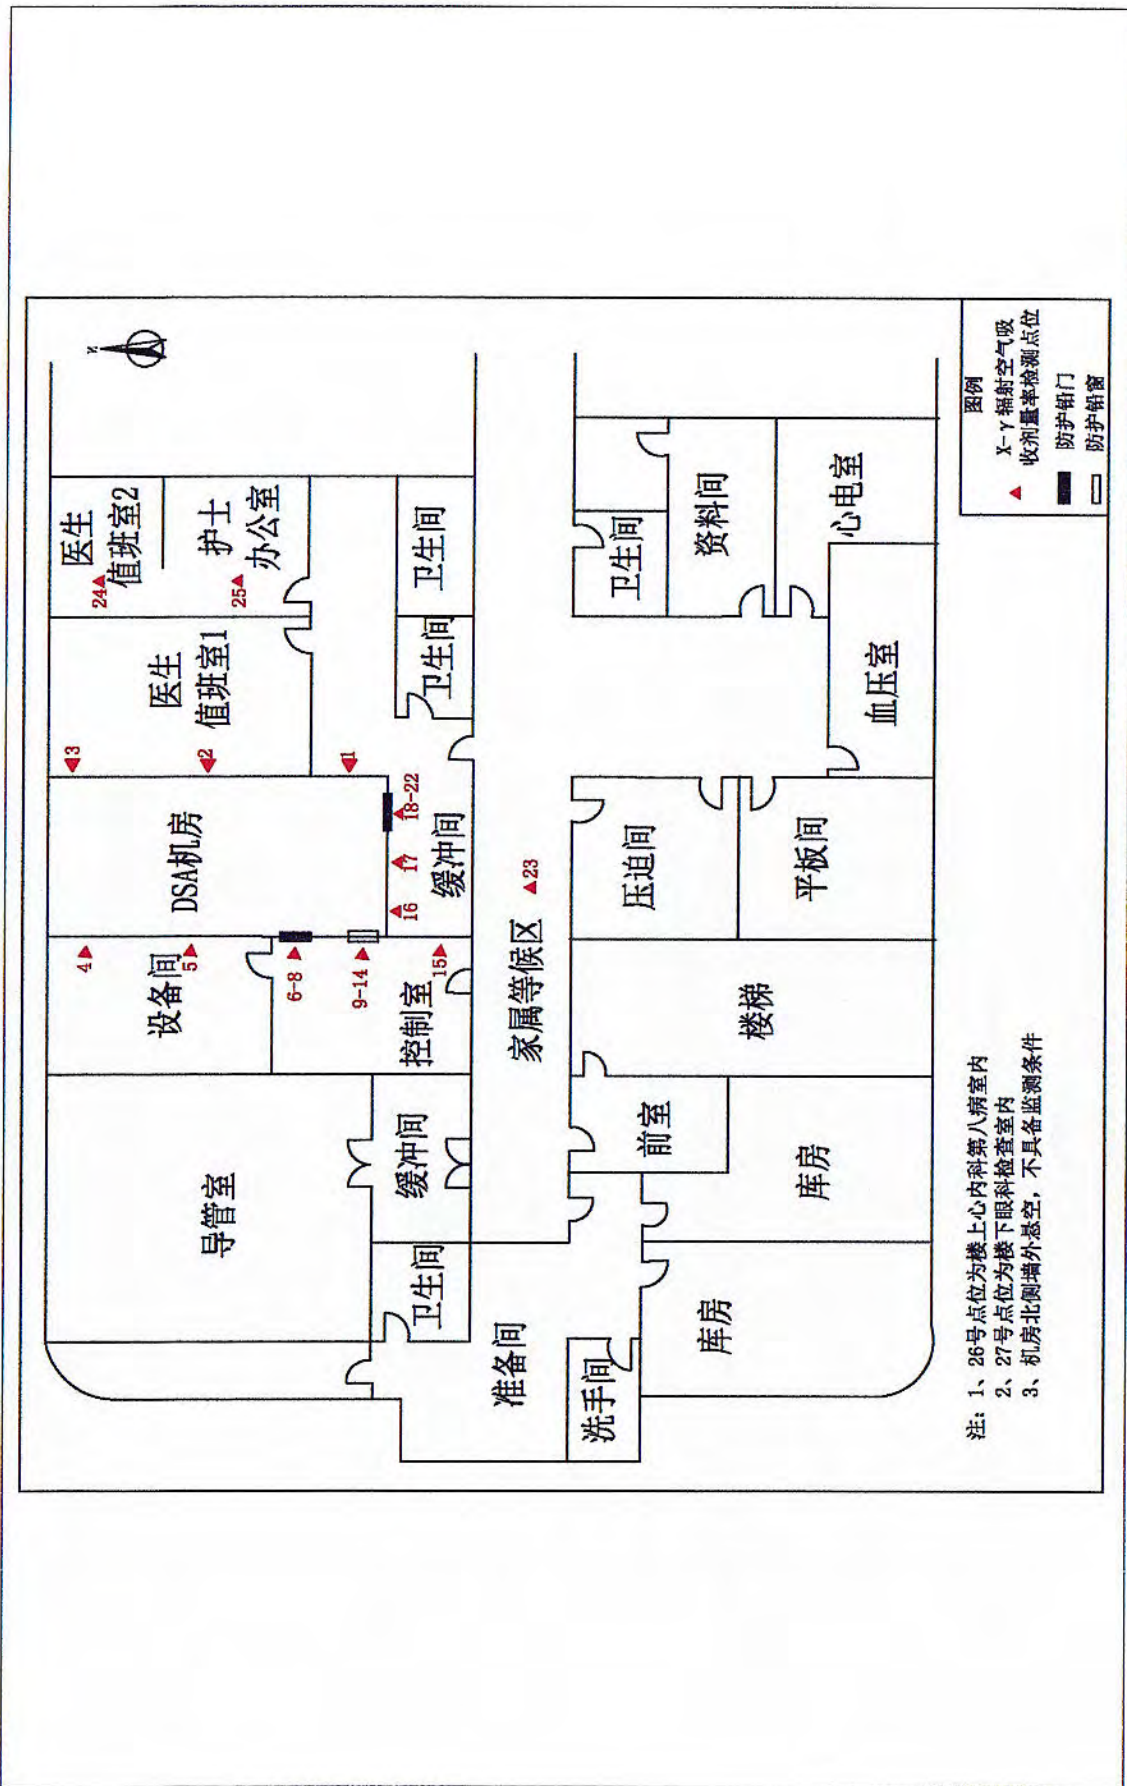 导管室
设备间
DSA机房
医生
值班室1
医生
值班室2
护士
办公室
N
4
5
6-8
9-14
15
16
17
18-22
1
2
3
24
25
卫生间
缓冲间
控制室
缓冲间
卫生间
卫生间
准备间
家属等候区
23
洗手间
库房
前室
库房
楼梯
压迫间
平板间
血压室
卫生间
资料间
心电室
注：1、26号点位为楼上心内科第八病室内
2、27号点位为楼下眼科检查室内
3、机房北侧墙外悬空，不具备监测条件
图例
X-γ辐射空气吸
收剂量率检测点位
防护铅门
防护铅窗